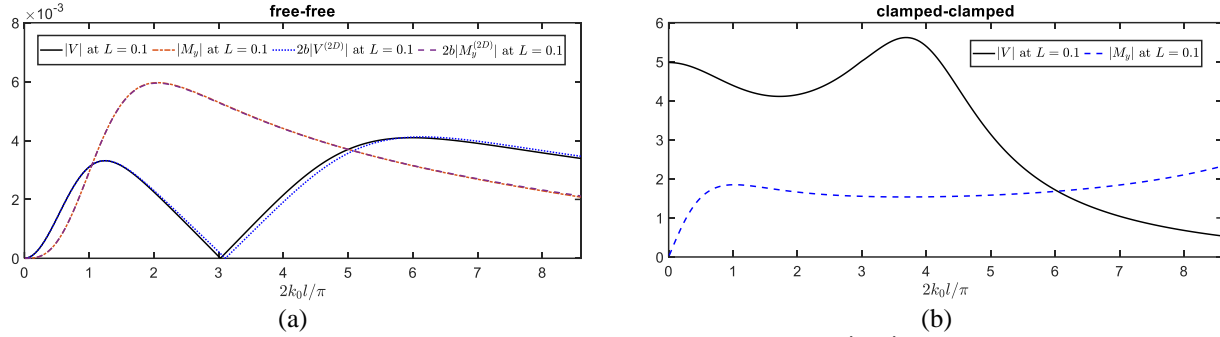 free-free
×10⁻³
|V| at L = 0.1 |M_y| at L = 0.1 2b|V^(2D)| at L = 0.1 2b|M_y^(2D)| at L = 0.1
8
6
4
2
0
0 1 2 3 4 5 6 7 8
2k₀l/π
(a)
clamped-clamped
|V| at L = 0.1 |M_y| at L = 0.1
6
5
4
3
2
1
0
0 1 2 3 4 5 6 7 8
2k₀l/π
(b)